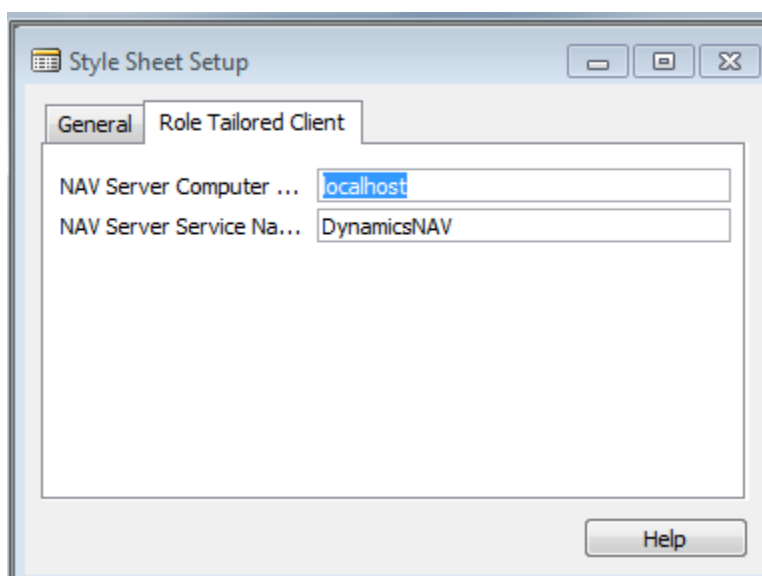 Style Sheet Setup
General Role Tailored Client
NAV Server Computer ... localhost
NAV Server Service Na... DynamicsNAV
Help